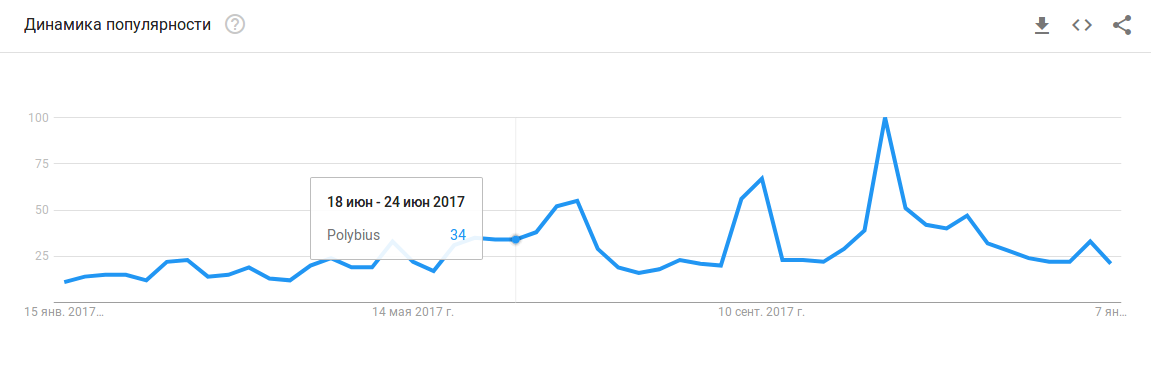 Динамика популярности ?
100
75
50
25
18 июн - 24 июн 2017
Polybius 34
15 янв. 2017…
14 мая 2017 г.
10 сент. 2017 г.
7 ян…